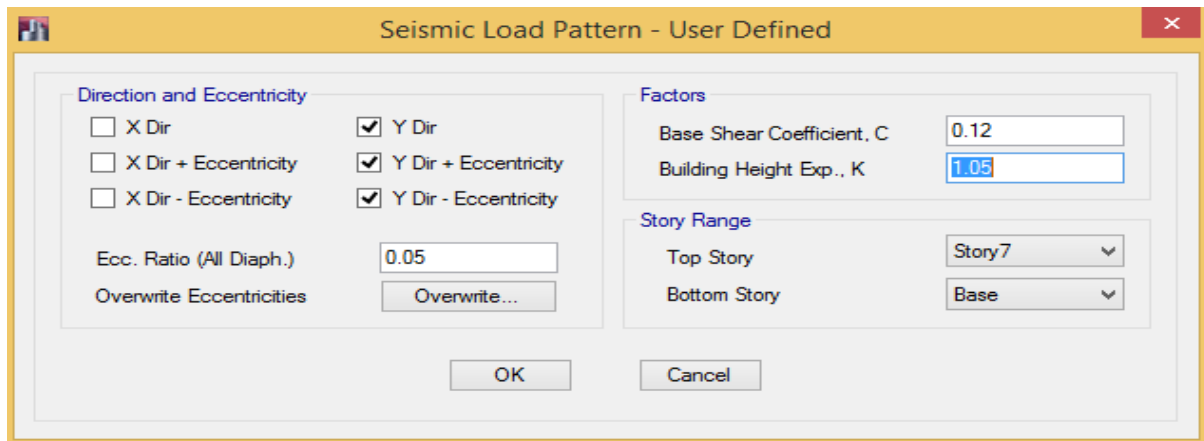 Seismic Load Pattern - User Defined
Direction and Eccentricity
X Dir
Y Dir
X Dir + Eccentricity
Y Dir + Eccentricity
X Dir - Eccentricity
Y Dir - Eccentricity
Ecc. Ratio (All Diaph.)
0.05
Overwrite Eccentricities
Overwrite...
Factors
Base Shear Coefficient, C
0.12
Building Height Exp., K
1.05
Story Range
Top Story
Story7
Bottom Story
Base
OK
Cancel